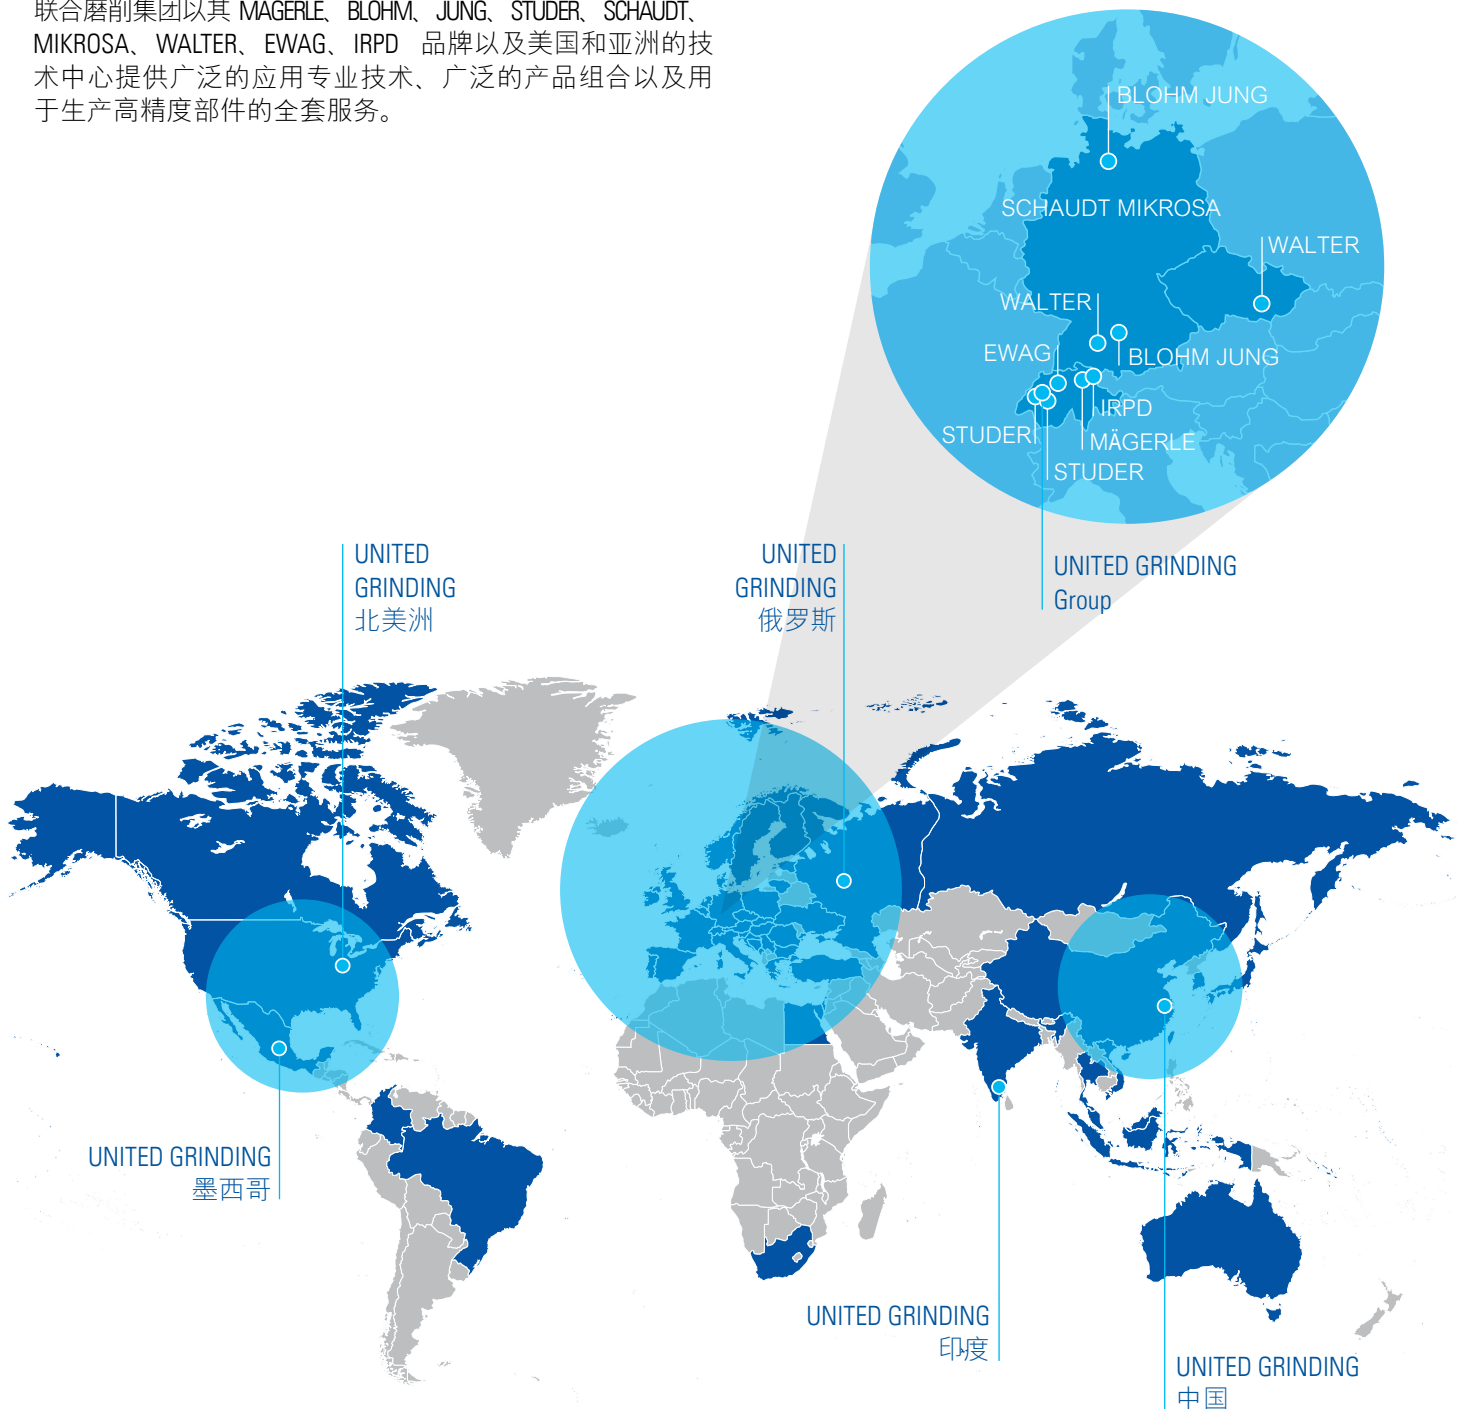 联合磨削集团以其 MÄGERLE、BLOHM、JUNG、STUDER、SCHAUDT、
MIKROSA、WALTER、EWAG、IRPD 品牌以及美国和亚洲的技
术中心提供广泛的应用专业技术、广泛的产品组合以及用
于生产高精度部件的全套服务。
BLOHM JUNG
SCHAUDT MIKROSA
WALTER
WALTER
EWAG
BLOHM JUNG
IRPD
STUDER
MÄGERLE
STUDER
UNITED
GRINDING
北美洲
UNITED
GRINDING
俄罗斯
UNITED GRINDING
Group
UNITED GRINDING
墨西哥
UNITED GRINDING
印度
UNITED GRINDING
中国